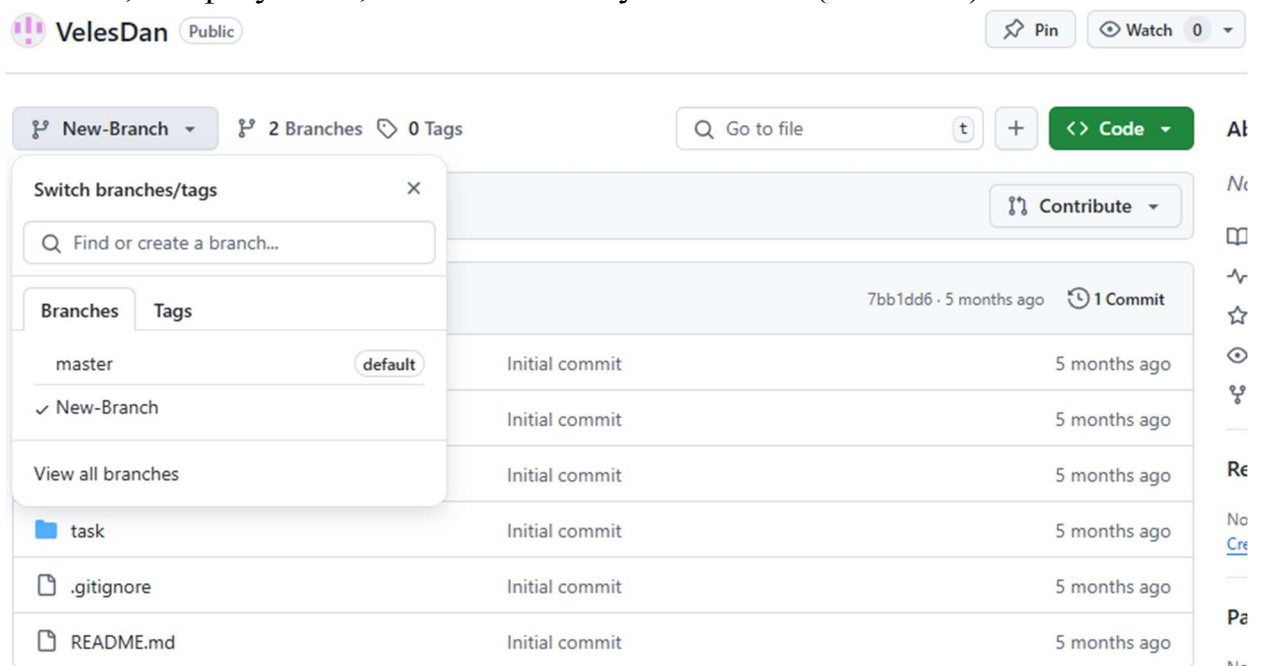 VelesDan Public Pin Watch 0
New-Branch 2 Branches 0 Tags Go to file t + Code
Switch branches/tags
Contribute
Find or create a branch...
Branches Tags
7bb1dd6 · 5 months ago 1 Commit
master default Initial commit 5 months ago
New-Branch Initial commit 5 months ago
View all branches Initial commit 5 months ago
task Initial commit 5 months ago
.gitignore Initial commit 5 months ago
README.md Initial commit 5 months ago